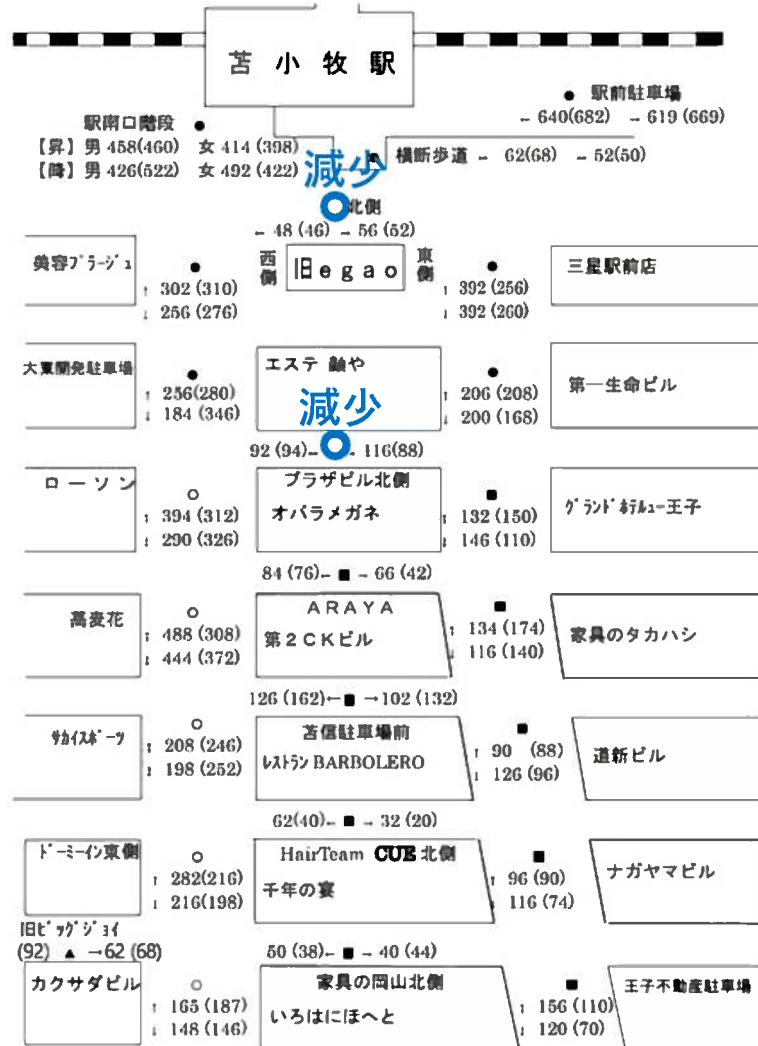 苫小牧駅
● 駅前駐車場
← 640(682) → 619 (669)
駅南口階段 ●
【昇】男 458(460) 女 414 (398)
【降】男 426(522) 女 492 (422)
■ 横断歩道 ← 62(68) → 52(50)
減少
北側
← 48 (46) → 56 (52)
美容プラージュ
●
↑ 302 (310)
↓ 256 (276)
西側
旧egao
東側
●
↑ 392 (256)
↓ 392 (260)
三星駅前店
大東開発駐車場
●
↑ 256(280)
↓ 184 (346)
エステ 融や
減少
●
↑ 206 (208)
↓ 200 (168)
第一生命ビル
92 (94)← → 116(88)
ローソン
○
↑ 394 (312)
↓ 290 (326)
プラザビル北側
オバラメガネ
■
↑ 132 (150)
↓ 146 (110)
グランドホテルニュー王子
84 (76)← ■ → 66 (42)
蕎麦花
○
↑ 488 (308)
↓ 444 (372)
ARAYA
第2CKビル
■
↑ 134 (174)
↓ 116 (140)
家具のタカハシ
126 (162)← ■ →102 (132)
サカイスポーツ
○
↑ 208 (246)
↓ 198 (252)
苫信駐車場前
レストラン BARBOLERO
■
↑ 90 (88)
↓ 126 (96)
道新ビル
62(40)← ■ → 32 (20)
ドーミーイン東側
○
↑ 282(216)
↓ 216(198)
HairTeam CUE 北側
千年の宴
■
↑ 96 (90)
↓ 116 (74)
ナガヤマビル
旧ビッグジョイ
(92) ▲ →62 (68)
50 (38)← ■ → 40 (44)
カクサダビル
○
↑ 165 (187)
↓ 148 (146)
家具の岡山北側
いろはにほへと
■
↑ 156 (110)
↓ 120 (70)
王子不動産駐車場